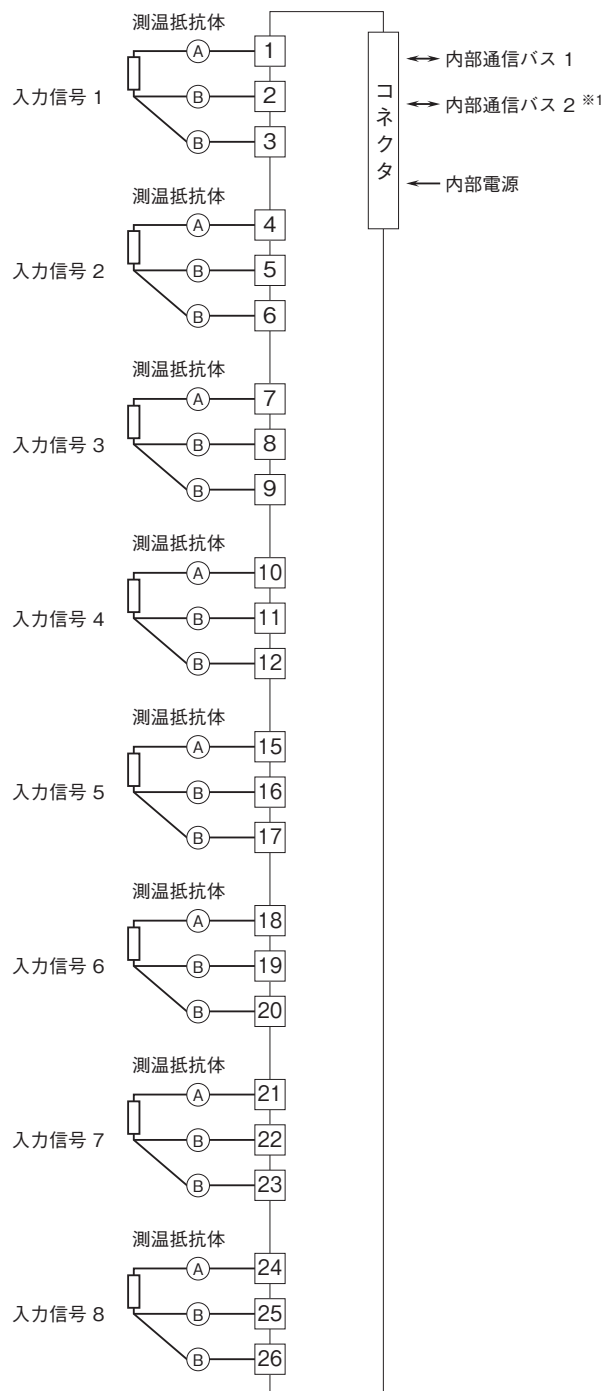 測温抵抗体
A 1
入力信号 1
B 2
B 3
測温抵抗体
A 4
入力信号 2
B 5
B 6
測温抵抗体
A 7
入力信号 3
B 8
B 9
測温抵抗体
A 10
入力信号 4
B 11
B 12
測温抵抗体
A 15
入力信号 5
B 16
B 17
測温抵抗体
A 18
入力信号 6
B 19
B 20
測温抵抗体
A 21
入力信号 7
B 22
B 23
測温抵抗体
A 24
入力信号 8
B 25
B 26
コネクタ
内部通信バス 1
内部通信バス 2 ※1
内部電源